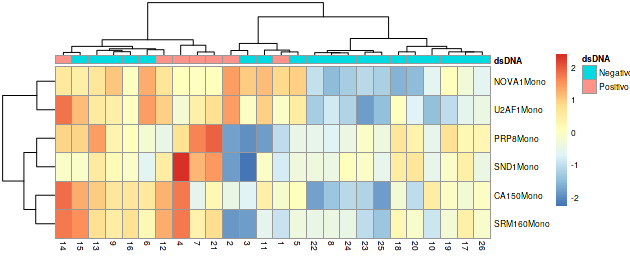 dsDNA
dsDNA
Negativo
Positivo
NOVA1Mono
U2AF1Mono
PRP8Mono
SND1Mono
CA150Mono
SRM160Mono
2
1
0
-1
-2
14 15 13 9 16 6 12 4 7 21 2 3 11 1 5 22 8 24 23 25 18 20 10 19 17 26